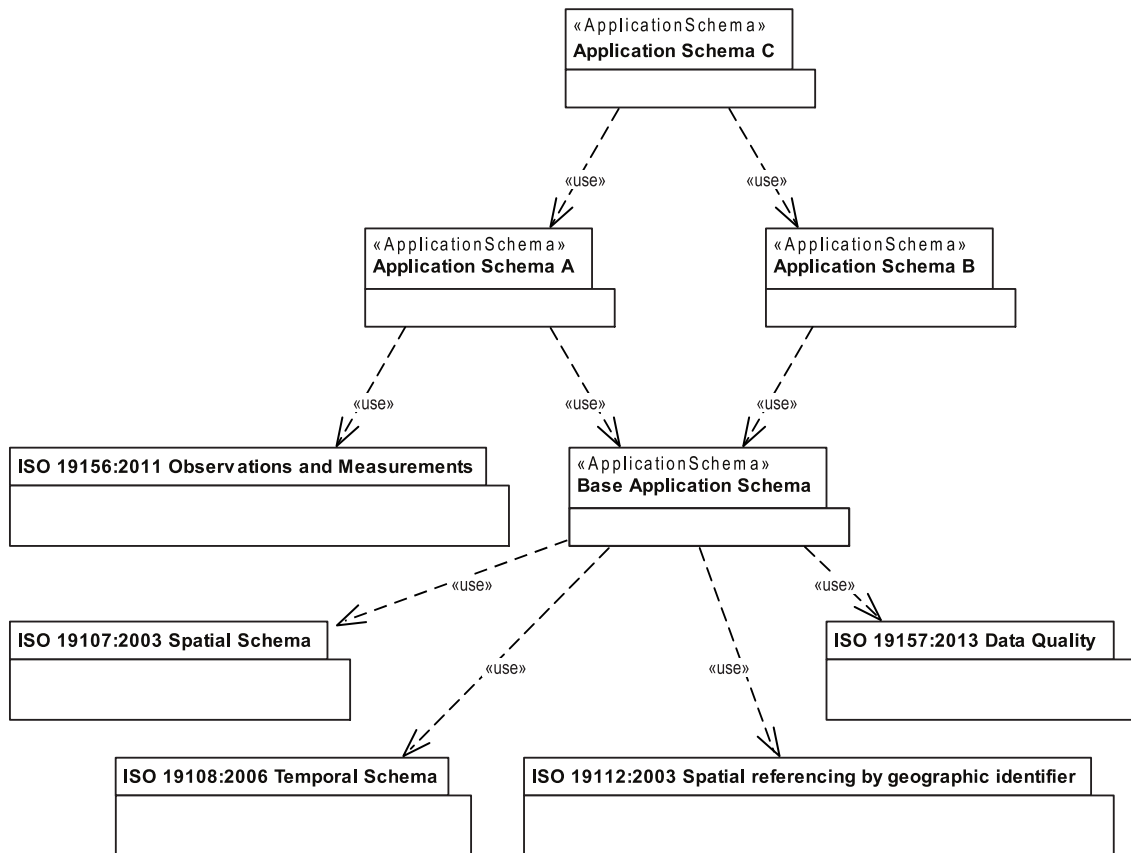 «ApplicationSchema»
Application Schema C
«use»
«use»
«ApplicationSchema»
Application Schema A
«ApplicationSchema»
Application Schema B
«use»
«use»
«use»
ISO 19156:2011 Observations and Measurements
«ApplicationSchema»
Base Application Schema
«use»
«use»
«use»
«use»
ISO 19107:2003 Spatial Schema
ISO 19157:2013 Data Quality
ISO 19108:2006 Temporal Schema
ISO 19112:2003 Spatial referencing by geographic identifier